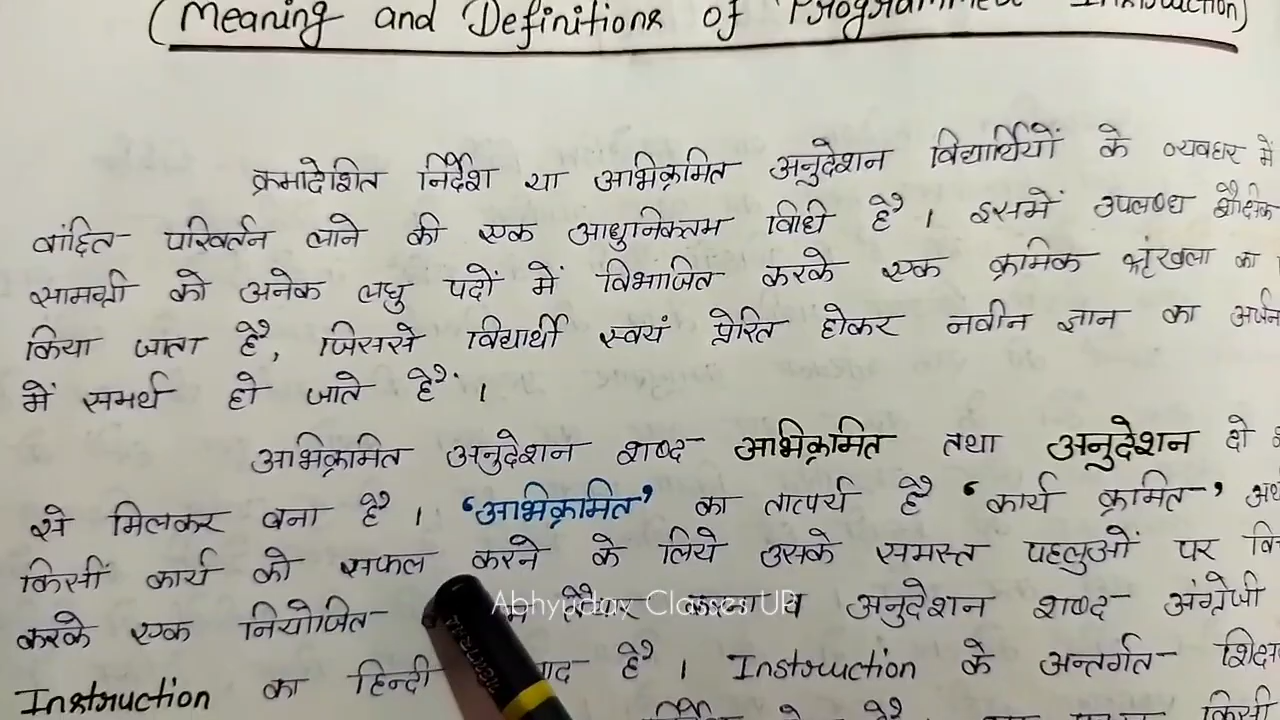 (Meaning and Definitions of Programmed Instruction)
क्रमादेशित निर्देश या अभिक्रमित अनुदेशन विद्यार्थियों के व्यवहार में
वांछित परिवर्तन लाने की एक आधुनिकतम विधि है । इसमें उपलब्ध शैक्षिक
सामग्री को अनेक लघु पदों में विभाजित करके एक क्रमिक श्रृंखला का
किया जाता है, जिससे विद्यार्थी स्वयं प्रेरित होकर नवीन ज्ञान का अर्जन
में समर्थ हो जाते हैं ।
अभिक्रमित अनुदेशन शब्द अभिक्रमित तथा अनुदेशन दो
से मिलकर बना है । 'अभिक्रमित' का तात्पर्य है 'कार्य क्रमित'
किसी कार्य को सफल करने के लिये उसके समस्त पहलुओं पर
करके एक नियोजित अनुदेशन शब्द अंग्रेजी
Abhyuday Classes UP
Instruction का हिन्दी है । Instruction के अन्तर्गत
किसी